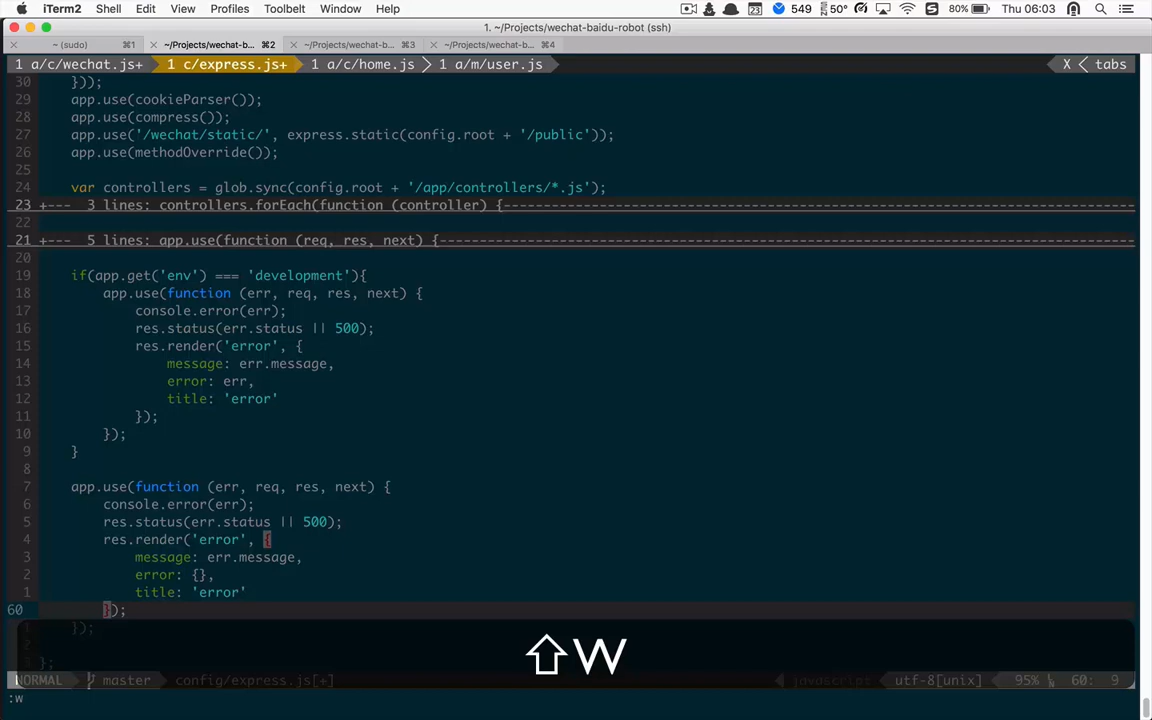 iTerm2 Shell Edit View Profiles Toolbelt Window Help 23 549 50° S 80% Thu 06:03
1. ~/Projects/wechat-baidu-robot (ssh)
~ (sudo) ⌘1 ~/Projects/wechat-b... ⌘2 ~/Projects/wechat-b... ⌘3 ~/Projects/wechat-b... ⌘4
1 a/c/wechat.js+ 1 c/express.js+ 1 a/c/home.js 1 a/m/user.js X tabs
30 }));
29 app.use(cookieParser());
28 app.use(compress());
27 app.use('/wechat/static/', express.static(config.root + '/public'));
26 app.use(methodOverride());
25
24 var controllers = glob.sync(config.root + '/app/controllers/*.js');
23 +--- 3 lines: controllers.forEach(function (controller) {
22
21 +--- 5 lines: app.use(function (req, res, next) {
20
19 if(app.get('env') === 'development'){
18 app.use(function (err, req, res, next) {
17 console.error(err);
16 res.status(err.status || 500);
15 res.render('error', {
14 message: err.message,
13 error: err,
12 title: 'error'
11 });
10 });
9 }
8
7 app.use(function (err, req, res, next) {
6 console.error(err);
5 res.status(err.status || 500);
4 res.render('error', {
3 message: err.message,
2 error: {},
1 title: 'error'
60 });
1 });
2
3 };
⇧W
NORMAL master config/express.js[+] javascript utf-8[unix] 95% 60: 9
:w